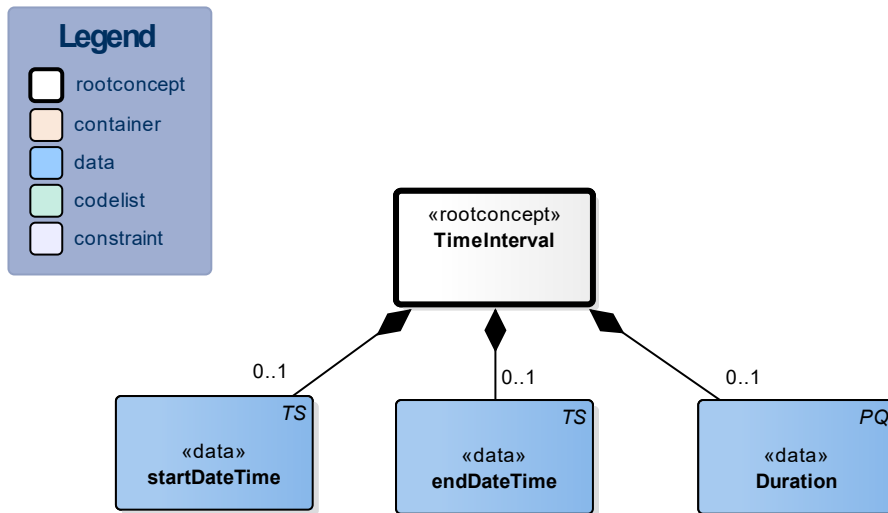 Legend
rootconcept
container
data
codelist
constraint
«rootconcept»
TimeInterval
0..1
0..1
0..1
TS
«data»
startDateTime
TS
«data»
endDateTime
PQ
«data»
Duration